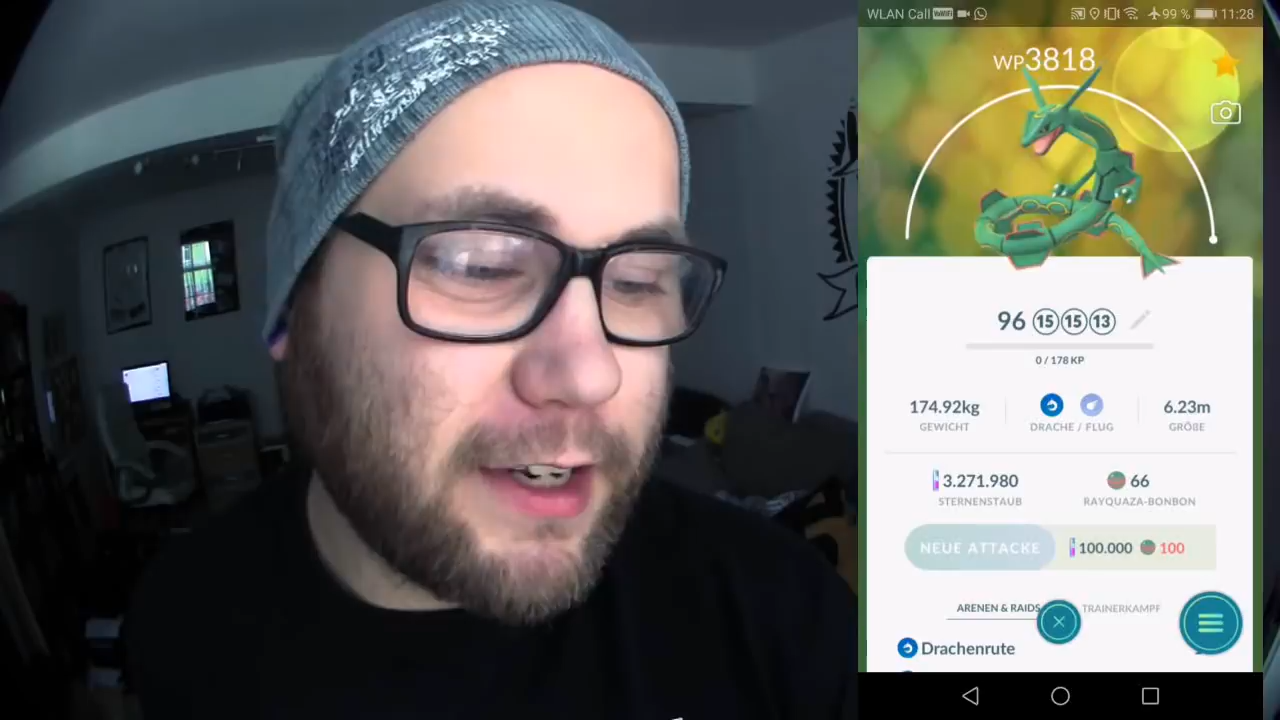 WLAN Call VoWiFi
99 % 11:28
WP3818
96 15 15 13
0 / 178 KP
174.92kg
GEWICHT
DRACHE / FLUG
6.23m
GRÖßE
3.271.980
STERNENSTAUB
66
RAYQUAZA-BONBON
NEUE ATTACKE
100.000 100
ARENEN & RAIDS
TRAINERKAMPF
Drachenrute